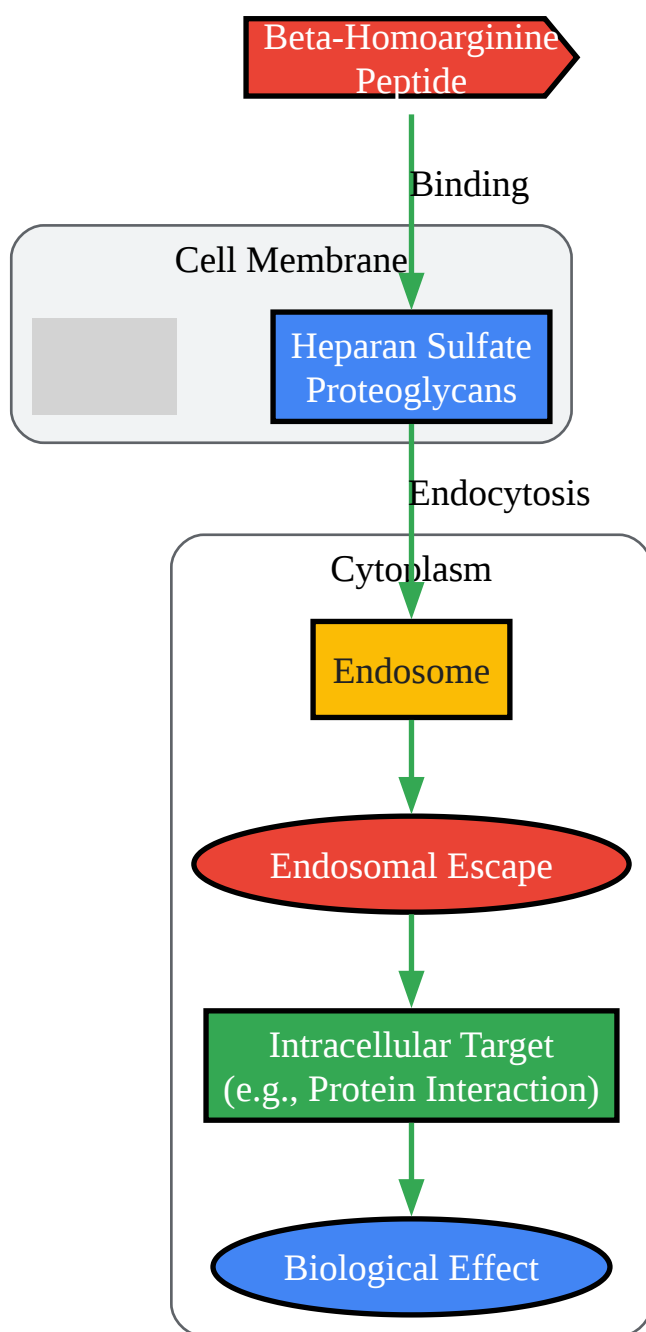 Beta-Homoarginine
Peptide
Binding
Cell Membrane
Heparan Sulfate
Proteoglycans
Endocytosis
Cytoplasm
Endosome
Endosomal Escape
Intracellular Target
(e.g., Protein Interaction)
Biological Effect